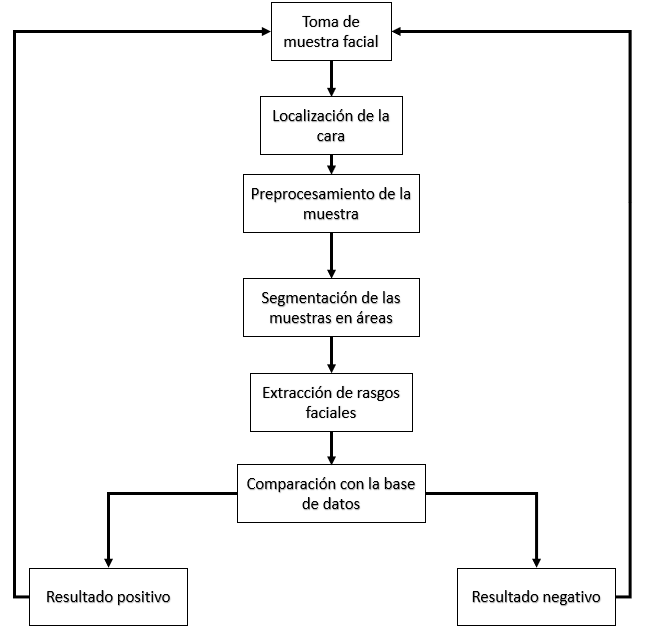 Toma de
muestra facial
Localización de la
cara
Preprocesamiento de la
muestra
Segmentación de las
muestras en áreas
Extracción de rasgos
faciales
Comparación con la base
de datos
Resultado positivo
Resultado negativo